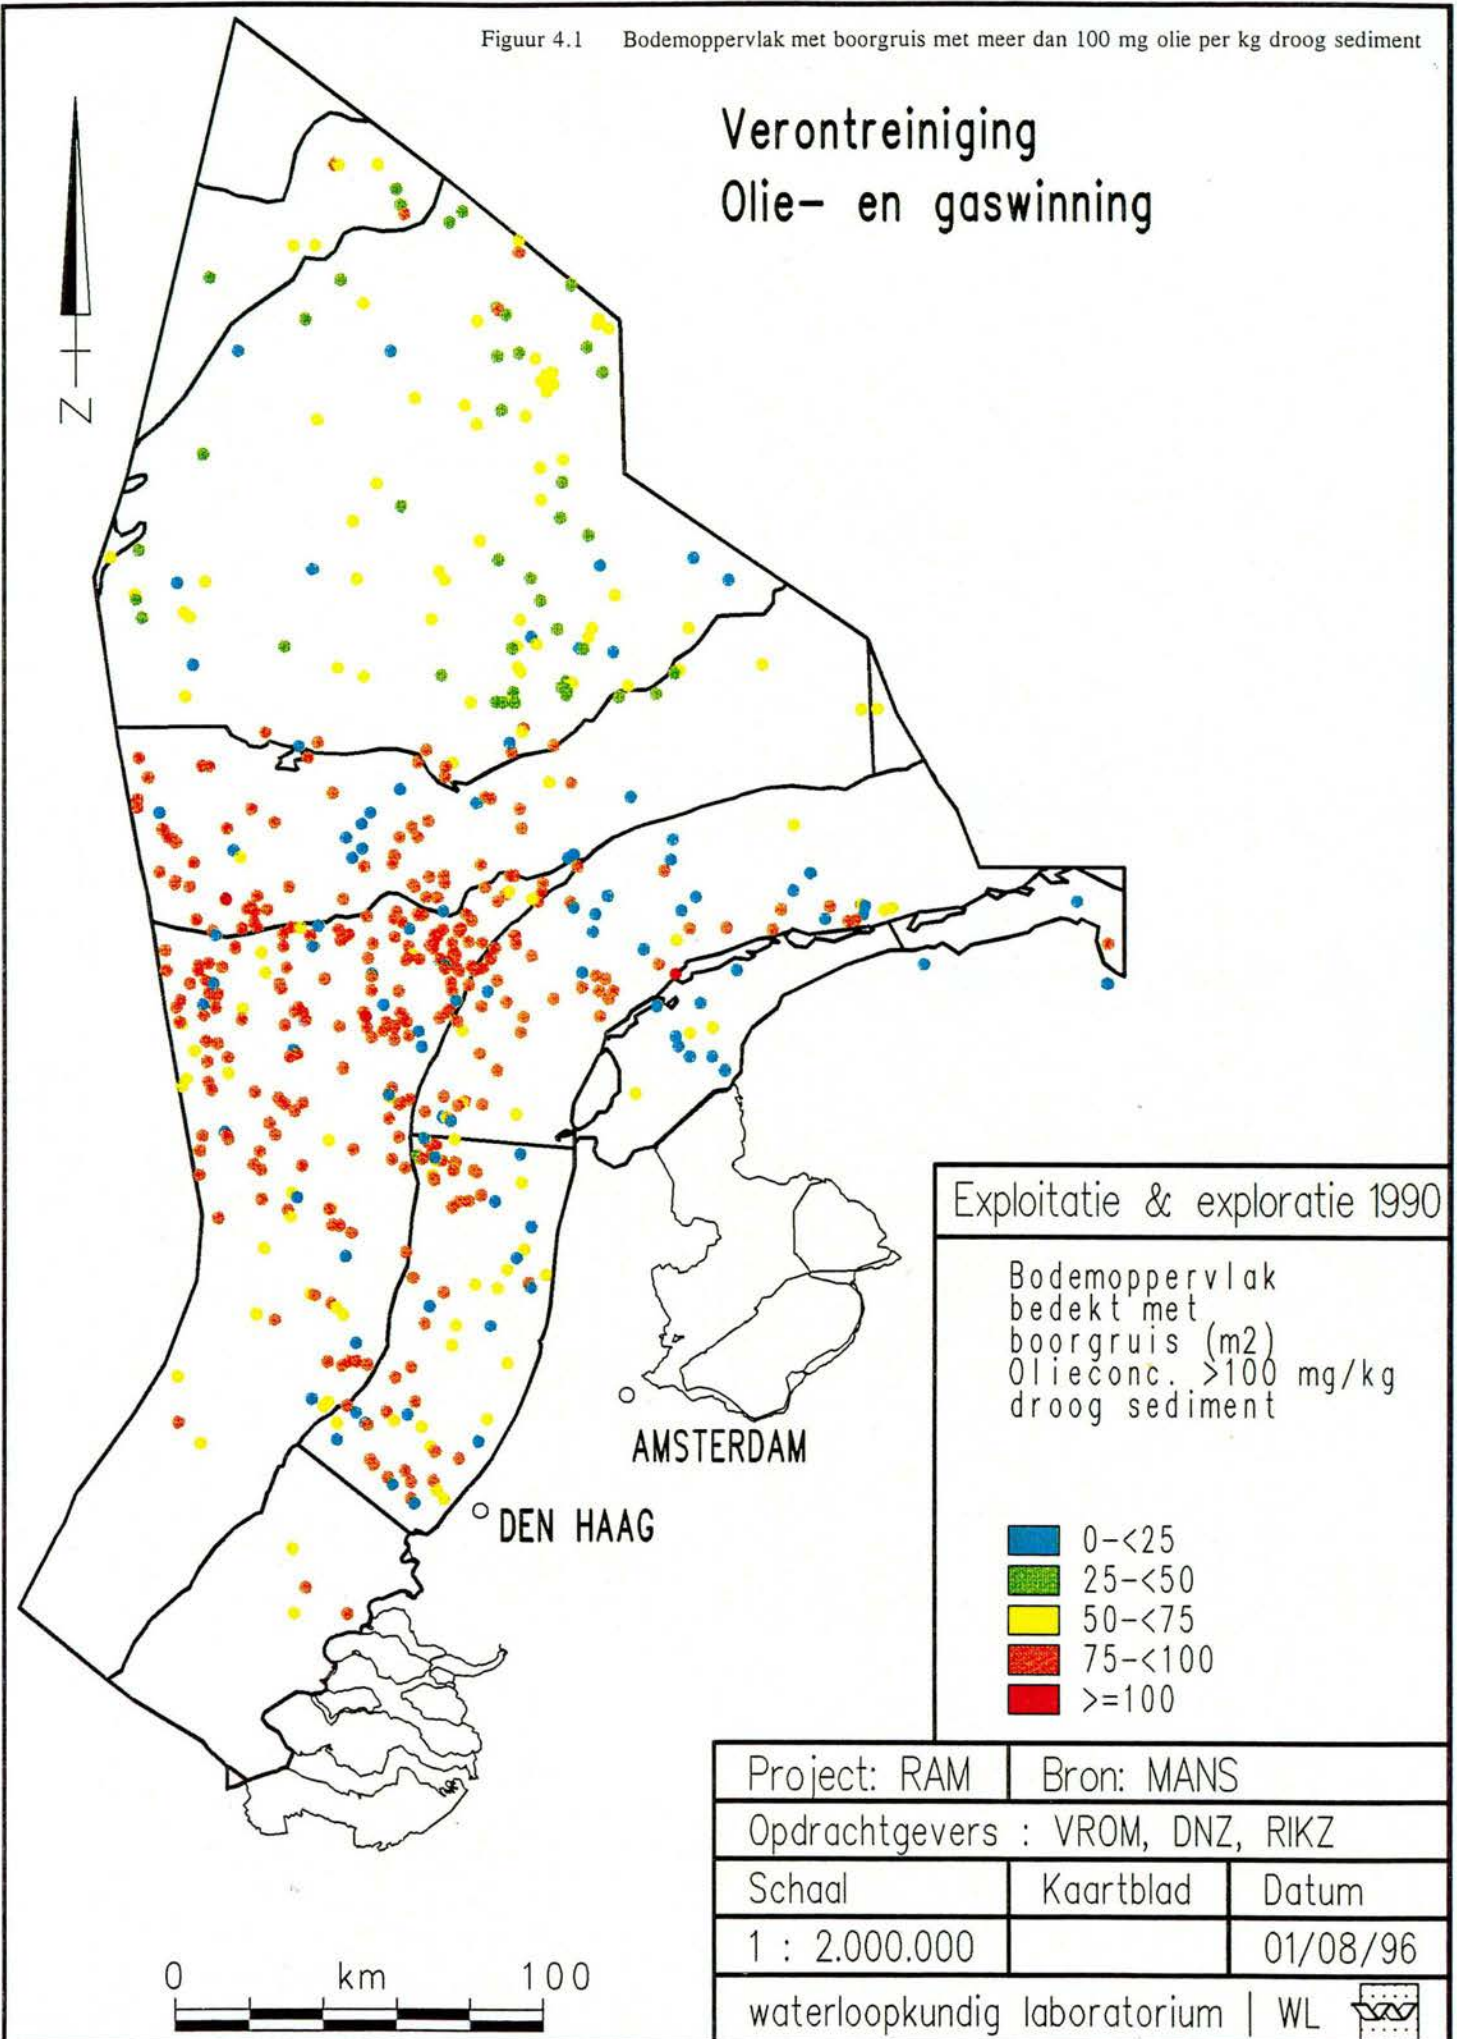 Figuur 4.1 Bodemoppervlak met boorgruis met meer dan 100 mg olie per kg droog sediment
Verontreiniging
Olie- en gaswinning
N
AMSTERDAM
DEN HAAG
Exploitatie & exploratie 1990
Bodemoppervlak
bedekt met
boorgruis (m2)
Olieconc. >100 mg/kg
droog sediment
0-<25
25-<50
50-<75
75-<100
>=100
Project: RAM Bron: MANS
Opdrachtgevers : VROM, DNZ, RIKZ
Schaal Kaartblad Datum
1 : 2.000.000 01/08/96
waterloopkundig laboratorium | WL
0 km 100